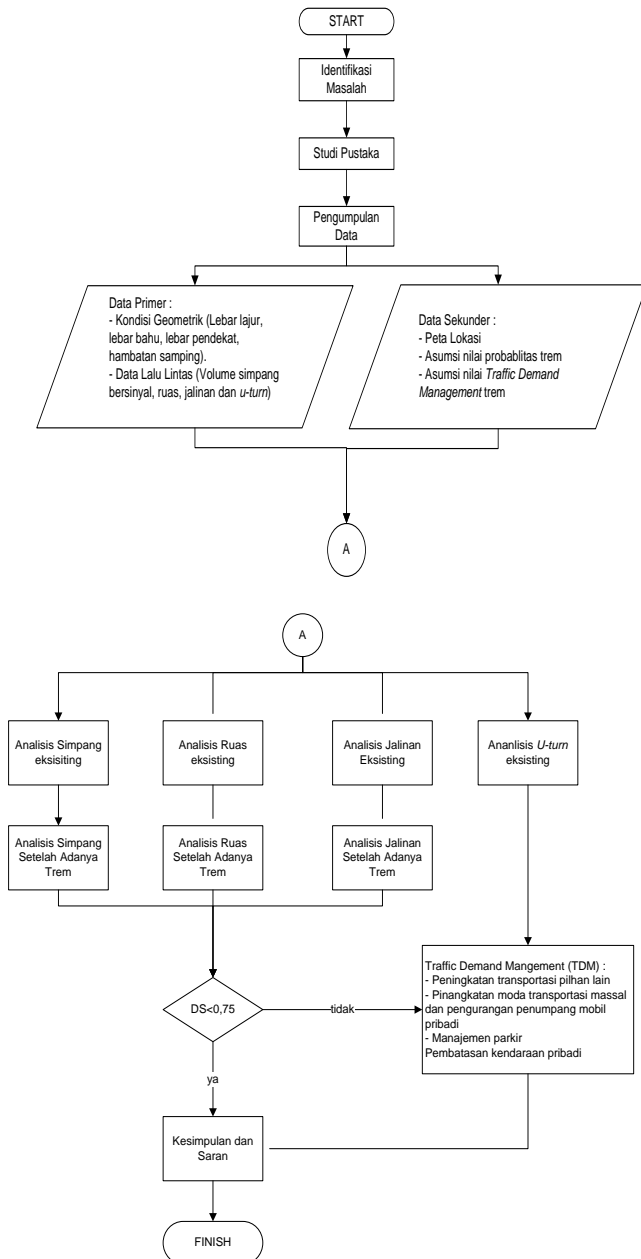 START
Identifikasi
Masalah
Studi Pustaka
Pengumpulan
Data
Data Primer :
- Kondisi Geometrik (Lebar lajur,
lebar bahu, lebar pendekat,
hambatan samping).
- Data Lalu Lintas (Volume simpang
bersinyal, ruas, jalinan dan u-turn)
Data Sekunder :
- Peta Lokasi
- Asumsi nilai probablitas trem
- Asumsi nilai Traffic Demand
Management trem
A
A
Analisis Simpang
eksisiting
Analisis Ruas
eksisting
Analisis Jalinan
Eksisting
Ananlisis U-turn
eksisting
Analisis Simpang
Setelah Adanya
Trem
Analisis Ruas
Setelah Adanya
Trem
Analisis Jalinan
Setelah Adanya
Trem
DS<0,75
tidak
Traffic Demand Mangement (TDM) :
- Peningkatan transportasi pilhan lain
- Pinangkatan moda transportasi massal
dan pengurangan penumpang mobil
pribadi
- Manajemen parkir
Pembatasan kendaraan pribadi
ya
Kesimpulan dan
Saran
FINISH